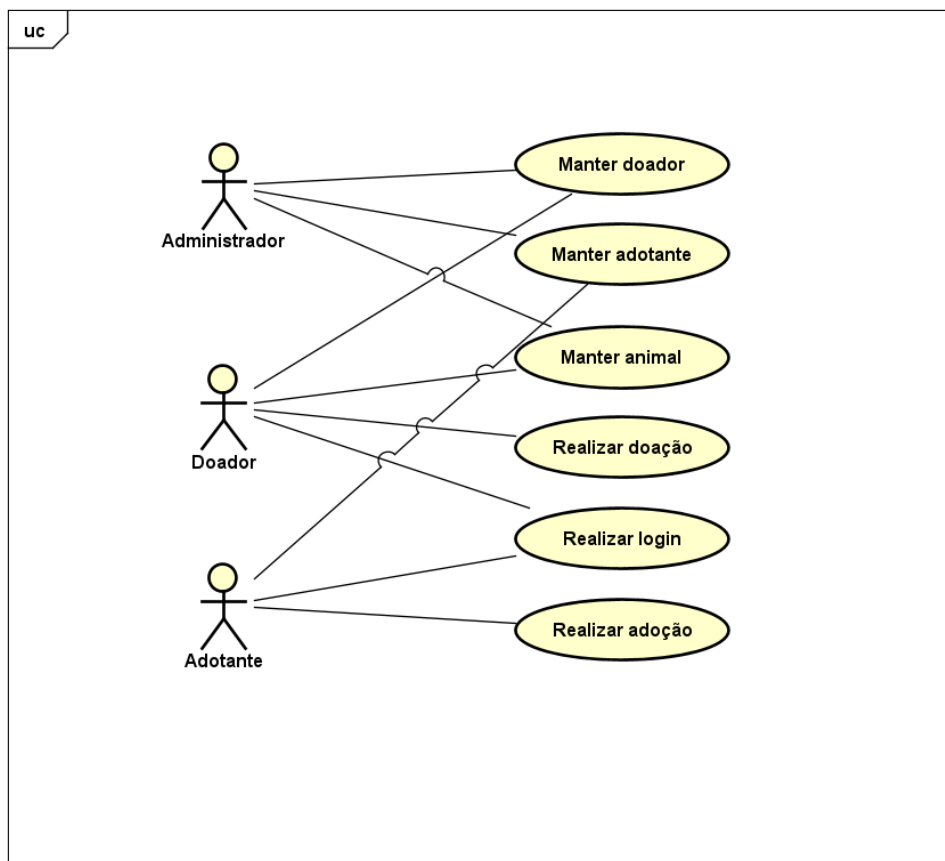 uc
Manter doador
Administrador
Manter adotante
Manter animal
Doador
Realizar doação
Realizar login
Adotante
Realizar adoção